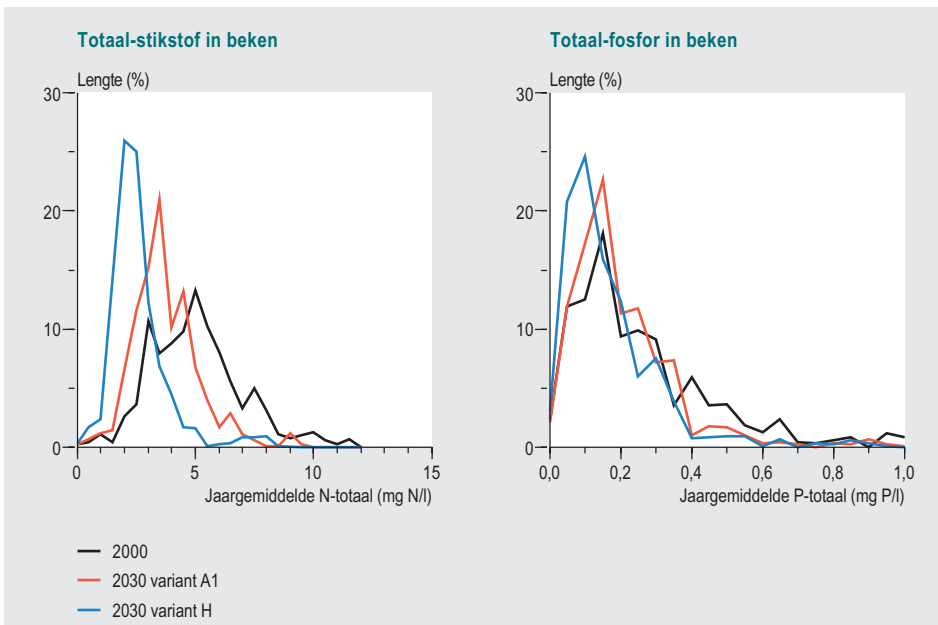 Totaal-stikstof in beken
Lengte (%)
30
20
10
0
0 5 10 15
Jaargemiddelde N-totaal (mg N/l)
Totaal-fosfor in beken
Lengte (%)
30
20
10
0
0,0 0,2 0,4 0,6 0,8 1,0
Jaargemiddelde P-totaal (mg P/l)
2000
2030 variant A1
2030 variant H